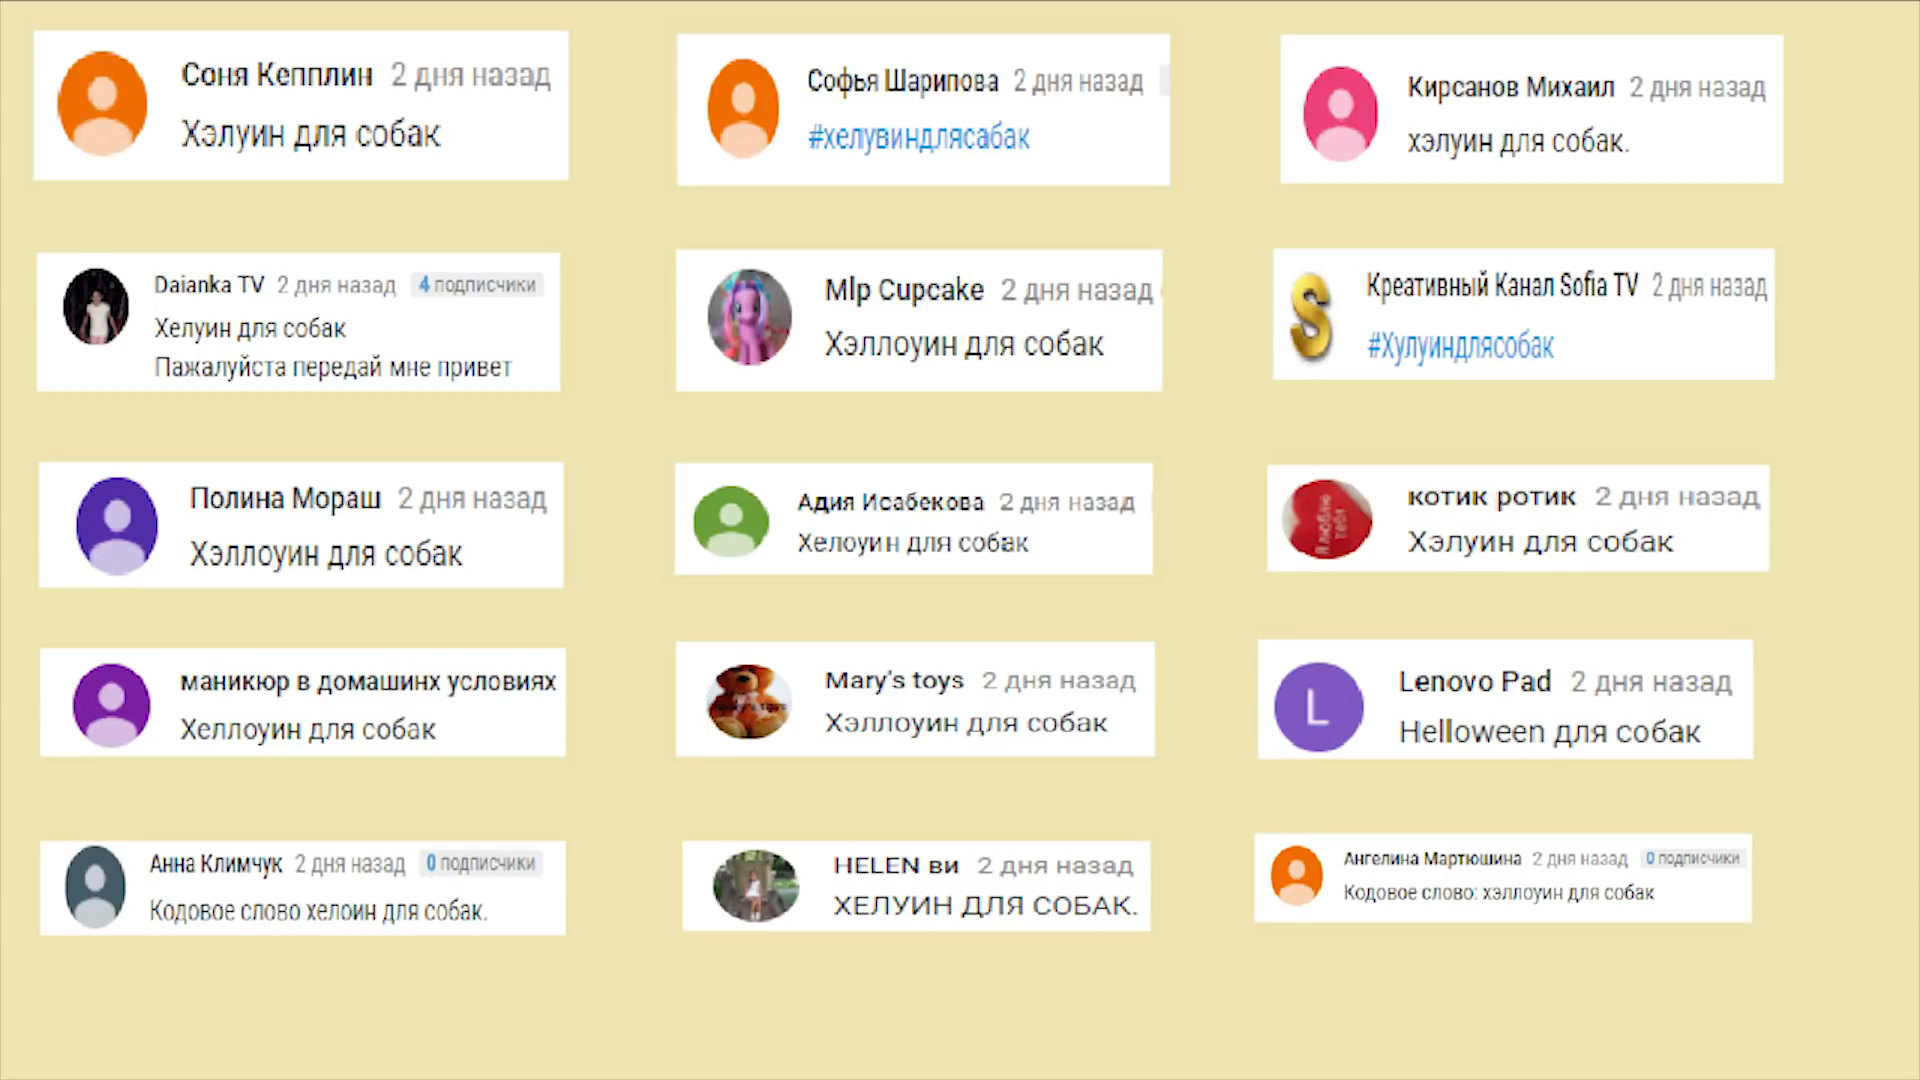 Соня Кепплин 2 дня назад
Хэлуин для собак
Софья Шарипова 2 дня назад
#хелувиндлясабак
Кирсанов Михаил 2 дня назад
хэлуин для собак.
Daianka TV 2 дня назад 4 подписчики
Хелуин для собак
Пажалуйста передай мне привет
Mlp Cupcake 2 дня назад
Хэллоуин для собак
S
Креативный Канал Sofia TV 2 дня назад
#Хулуиндлясобак
Полина Мораш 2 дня назад
Хэллоуин для собак
Адия Исабекова 2 дня назад
Хелоуин для собак
Я люблю тебя
котик ротик 2 дня назад
Хэлуин для собак
маникюр в домашинх условиях
Хеллоуин для собак
Mary's toys 2 дня назад
Хэллоуин для собак
L
Lenovo Pad 2 дня назад
Helloween для собак
Анна Климчук 2 дня назад 0 подписчики
Кодовое слово хелоин для собак.
HELEN ви 2 дня назад
ХЕЛУИН ДЛЯ СОБАК.
Ангелина Мартюшина 2 дня назад 0 подписчики
Кодовое слово: хэллоуин для собак